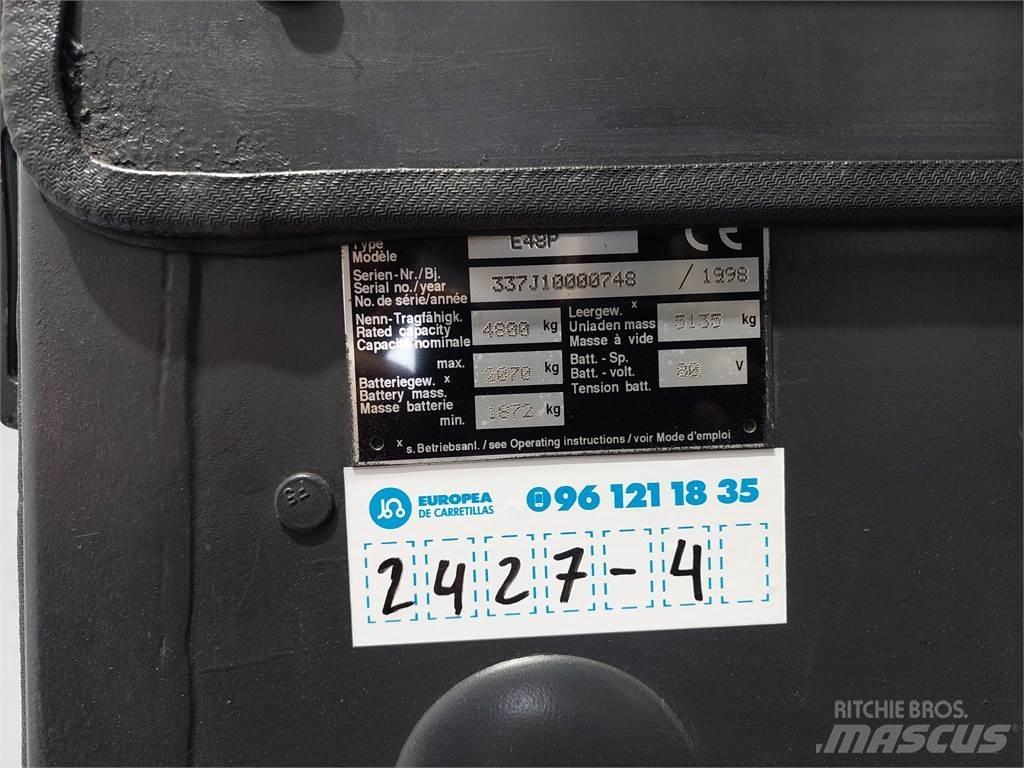 Type
Modèle E48P CE
Serien-Nr./Bj.
Serial no./year 337J10000748 / 1998
No. de série/année
Nenn-Tragfähigk.
Rated capacity 4800 kg
Capacité nominale
Leergew. x
Unladen mass 5135 kg
Masse à vide
max. 2070 kg
Batteriegew. x
Battery mass.
Masse batterie
min. 1872 kg
Batt. - Sp.
Batt. - volt. 80 V
Tension batt.
x s. Betriebsanl. / see Operating instructions / voir Mode d'emploi
55
EUROPEA
DE CARRETILLAS
96 121 18 35
2427-4
RITCHIE BROS.
MASCUS